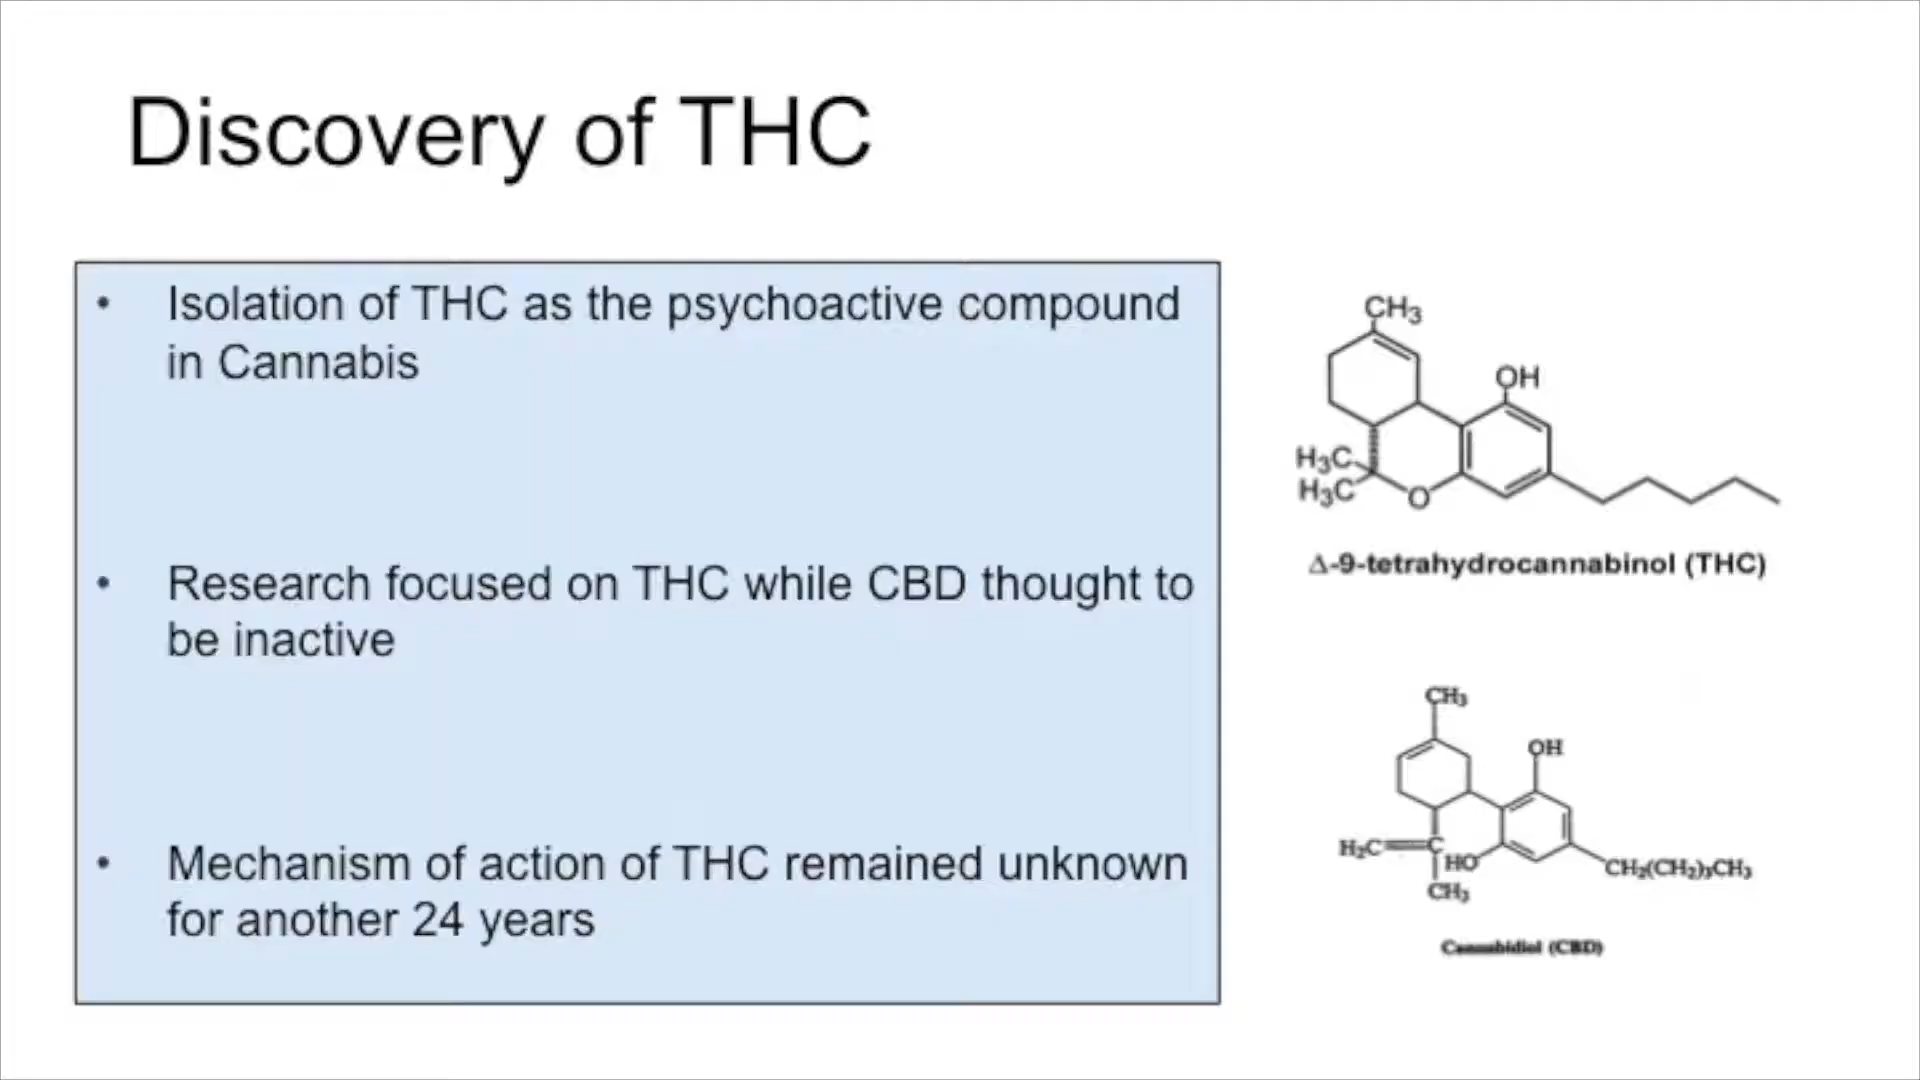 Discovery of THC
• Isolation of THC as the psychoactive compound
in Cannabis
• Research focused on THC while CBD thought to
be inactive
• Mechanism of action of THC remained unknown
for another 24 years
CH₃
OH
H₃C
H₃C
O
Δ-9-tetrahydrocannabinol (THC)
CH₃
OH
H₂C
C
HO
CH₃
CH₂(CH₂)₃CH₃
Cannabidiol (CBD)